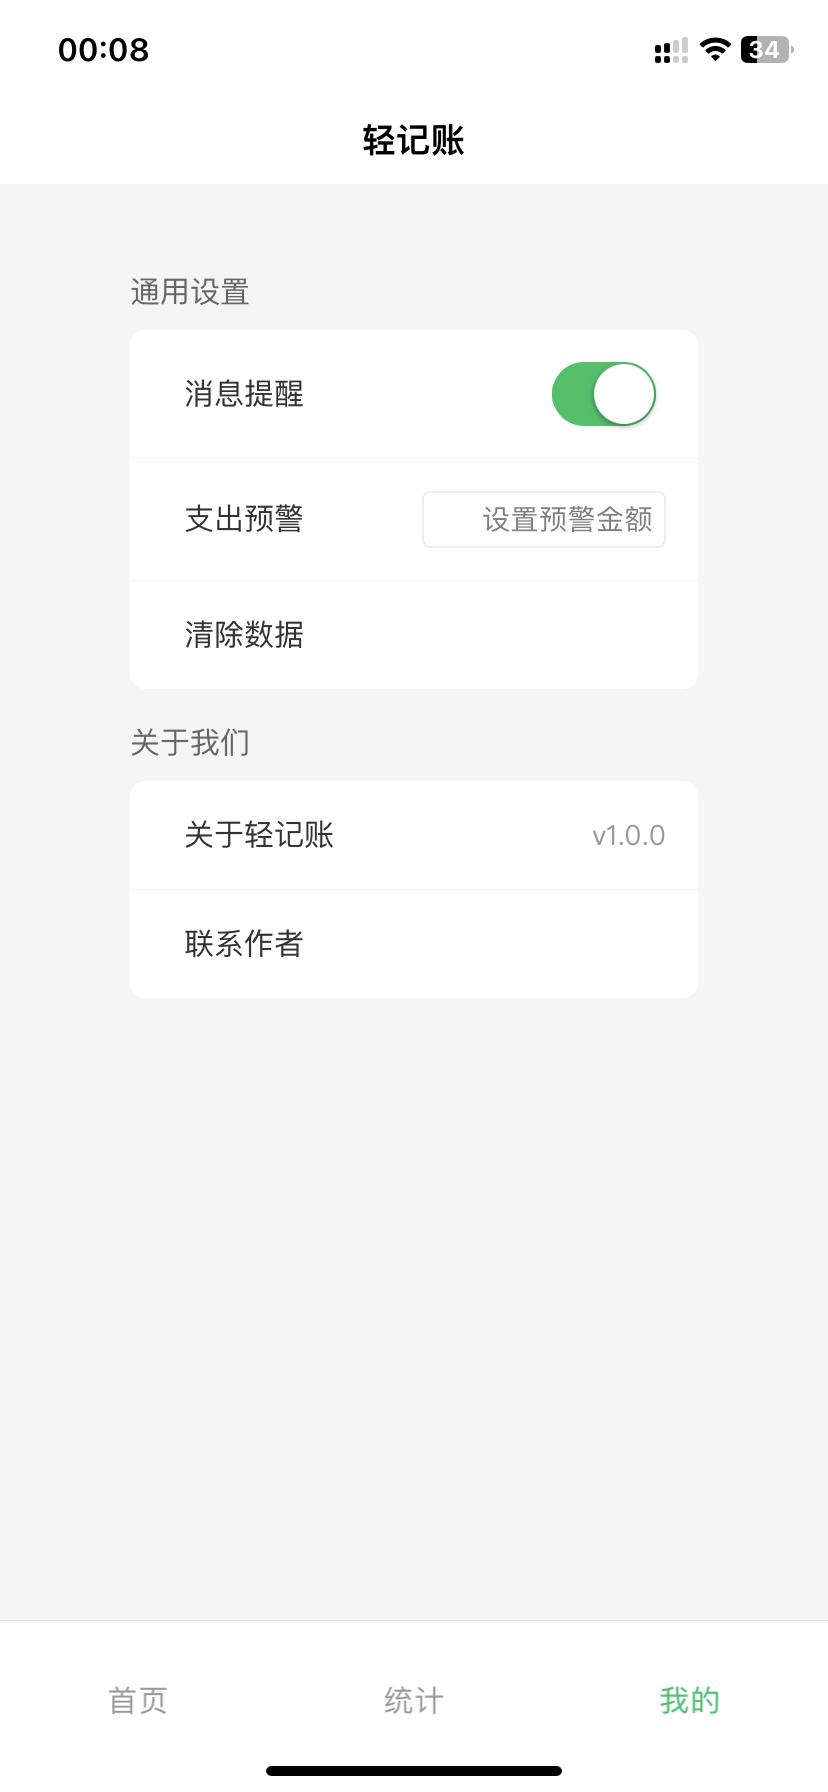 00:08
34
轻记账
通用设置
消息提醒
支出预警 设置预警金额
清除数据
关于我们
关于轻记账 v1.0.0
联系作者
首页 统计 我的